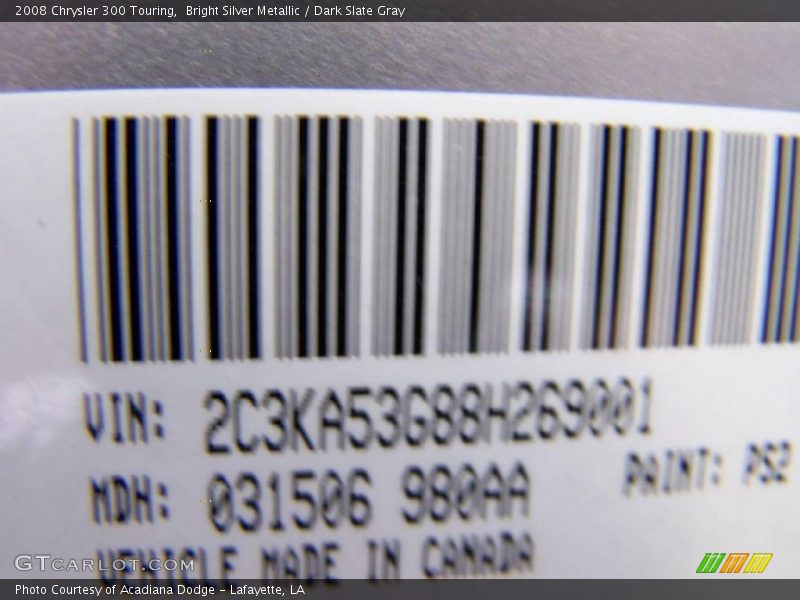 2008 Chrysler 300 Touring,  Bright Silver Metallic / Dark Slate Gray
VIN: 2C3KA53G88H269001
MDH: 031506 980AA PAINT: PS2
VEHICLE MADE IN CANADA
GTcarlot.com
Photo Courtesy of Acadiana Dodge - Lafayette, LA